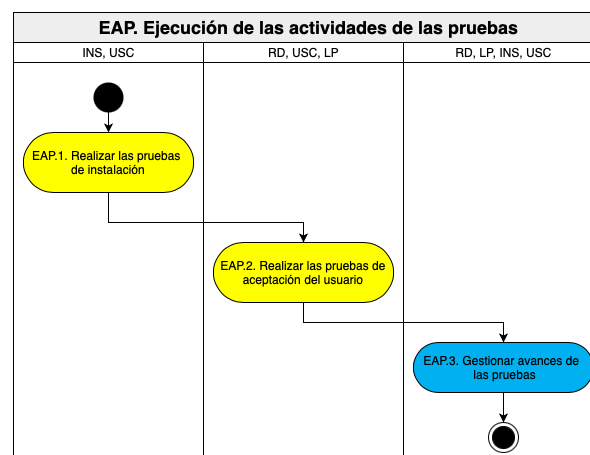 EAP. Ejecución de las actividades de las pruebas
INS, USC
RD, USC, LP
RD, LP, INS, USC
EAP.1. Realizar las pruebas
de instalación
EAP.2. Realizar las pruebas de
aceptación del usuario
EAP.3. Gestionar avances de
las pruebas